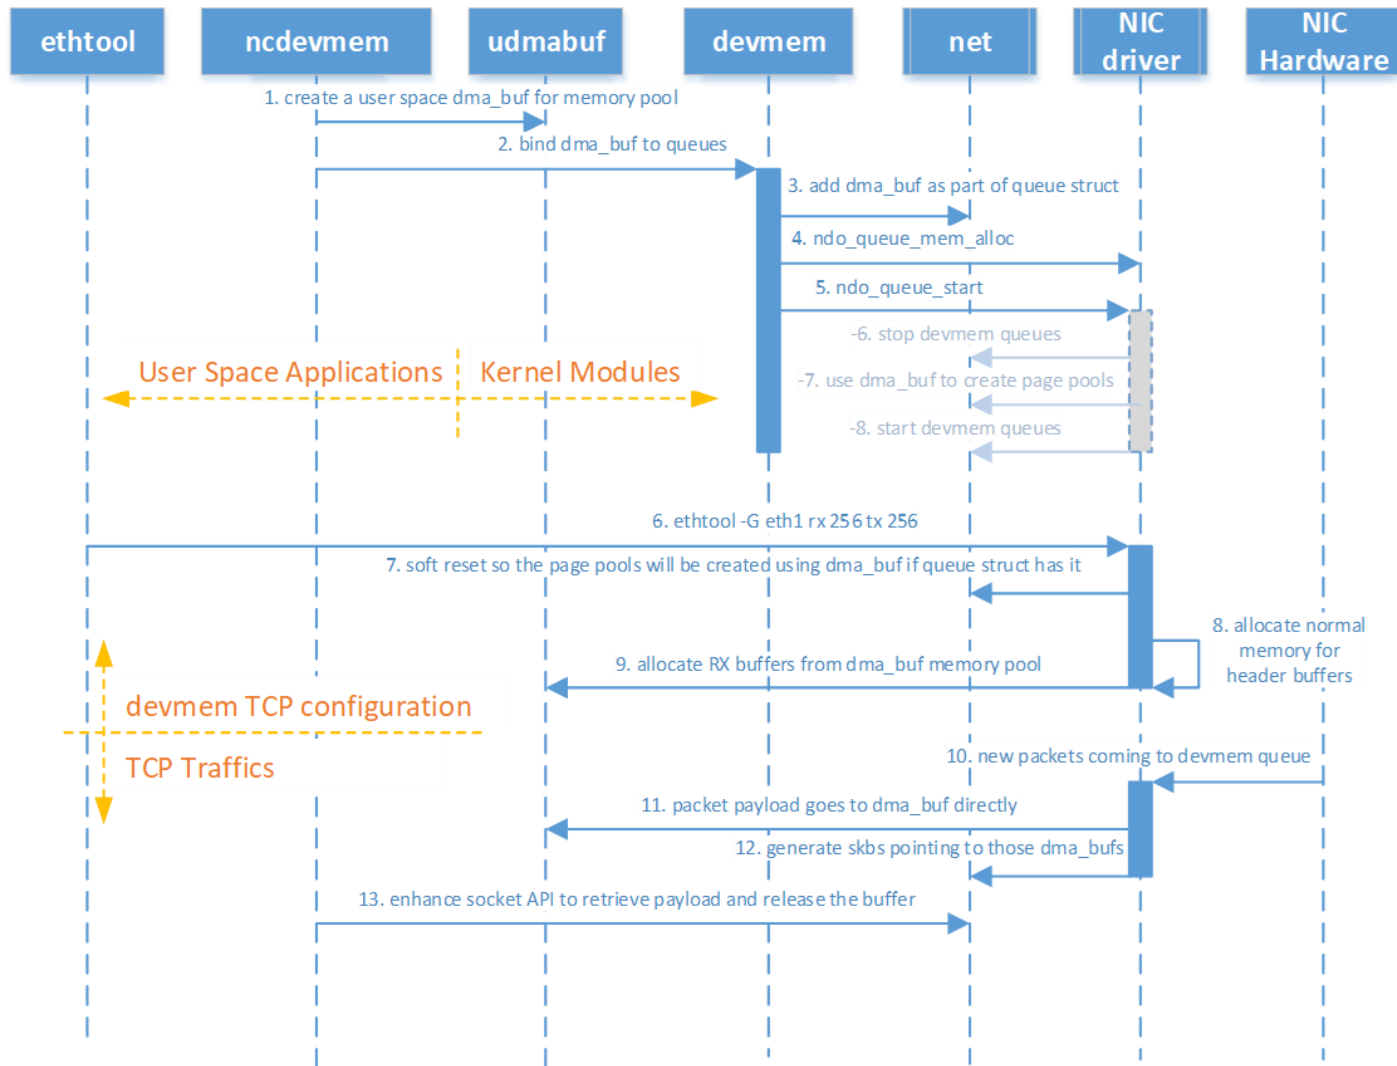 ethtool
ncdevmem
udmabuf
devmem
net
NIC
driver
NIC
Hardware
1. create a user space dma_buf for memory pool
2. bind dma_buf to queues
3. add dma_buf as part of queue struct
4. ndo_queue_mem_alloc
5. ndo_queue_start
-6. stop devmem queues
User Space Applications
Kernel Modules
-7. use dma_buf to create page pools
-8. start devmem queues
6. ethtool -G eth1 rx 256 tx 256
7. soft reset so the page pools will be created using dma_buf if queue struct has it
8. allocate normal
memory for
header buffers
9. allocate RX buffers from dma_buf memory pool
devmem TCP configuration
TCP Traffics
10. new packets coming to devmem queue
11. packet payload goes to dma_buf directly
12. generate skbs pointing to those dma_bufs
13. enhance socket API to retrieve payload and release the buffer